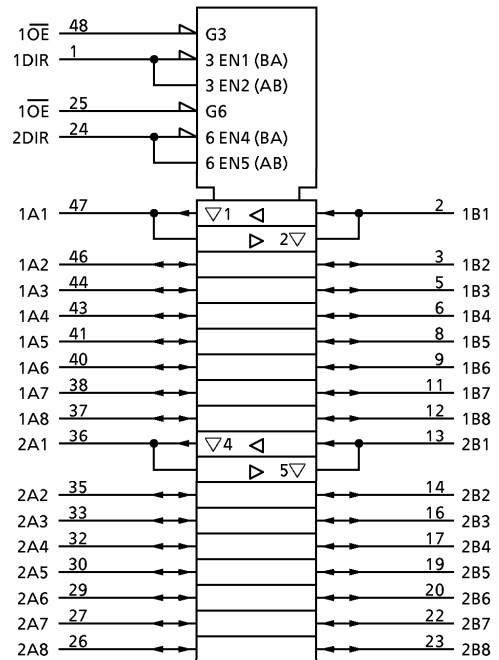 1O̅E̅ 48 G3
1DIR 1 3 EN1 (BA)
3 EN2 (AB)
1O̅E̅ 25 G6
2DIR 24 6 EN4 (BA)
6 EN5 (AB)
1A1 47 ▽1 ◁ 2 1B1
▷ 2▽
1A2 46 3 1B2
1A3 44 5 1B3
1A4 43 6 1B4
1A5 41 8 1B5
1A6 40 9 1B6
1A7 38 11 1B7
1A8 37 12 1B8
2A1 36 ▽4 ◁ 13 2B1
▷ 5▽
2A2 35 14 2B2
2A3 33 16 2B3
2A4 32 17 2B4
2A5 30 19 2B5
2A6 29 20 2B6
2A7 27 22 2B7
2A8 26 23 2B8